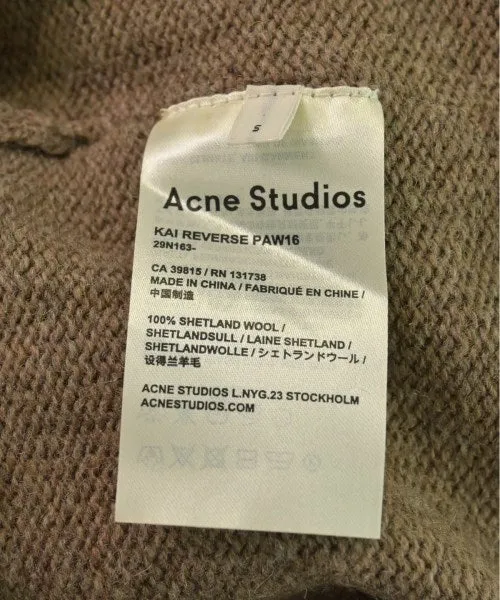 S
Acne Studios
KAI REVERSE PAW16
29N163-
CA 39815 / RN 131738
MADE IN CHINA / FABRIQUÉ EN CHINE /
中国制造
100% SHETLAND WOOL /
SHETLANDSULL / LAINE SHETLAND /
SHETLANDWOLLE / シェトランドウール /
设得兰羊毛
ACNE STUDIOS L.NYG.23 STOCKHOLM
ACNESTUDIOS.COM